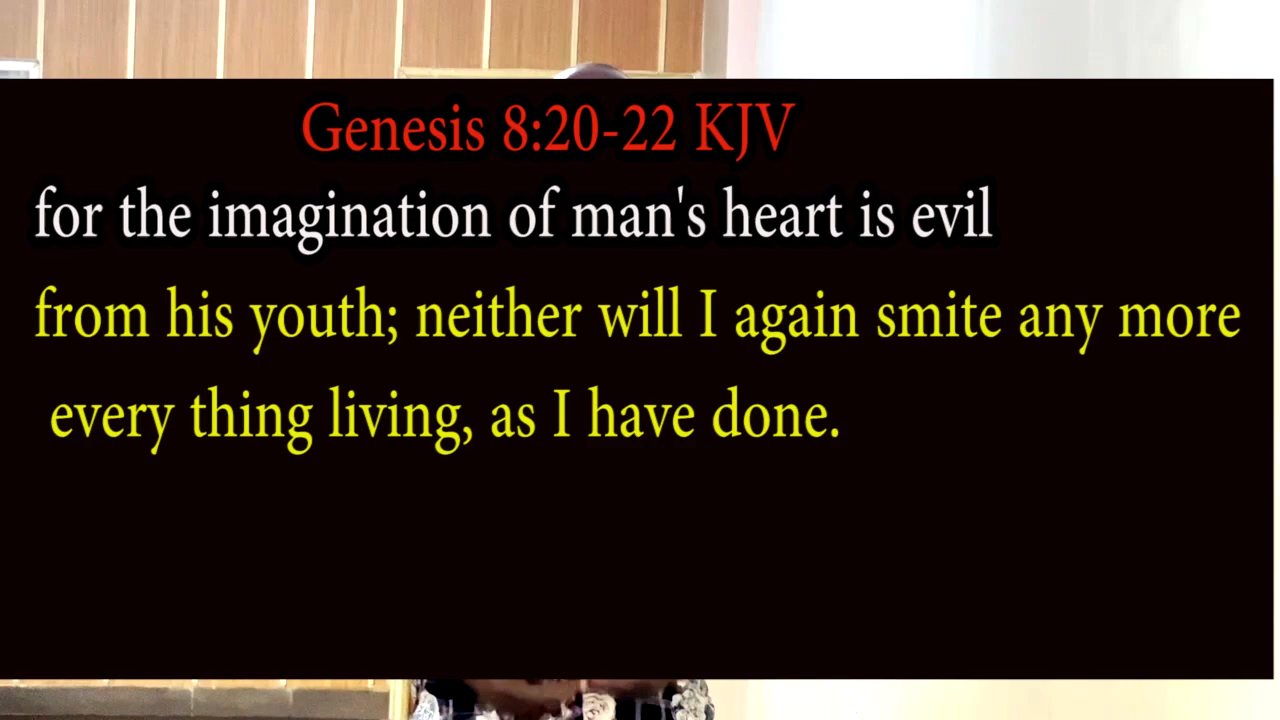 Genesis 8:20-22 KJV
for the imagination of man's heart is evil
from his youth; neither will I again smite any more
every thing living, as I have done.